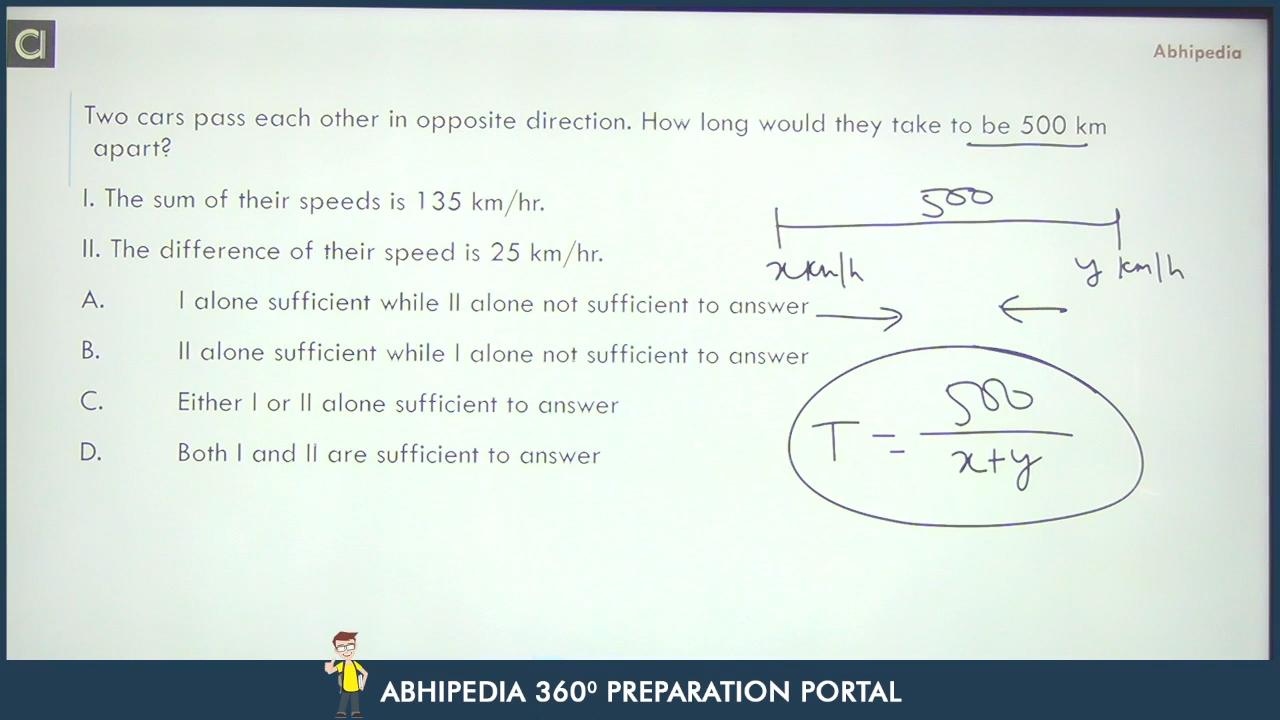 Abhipedia
Two cars pass each other in opposite direction. How long would they take to be 500 km
apart?
I. The sum of their speeds is 135 km/hr.
II. The difference of their speed is 25 km/hr.
A. I alone sufficient while II alone not sufficient to answer
B. II alone sufficient while I alone not sufficient to answer
C. Either I or II alone sufficient to answer
D. Both I and II are sufficient to answer
500
x km/h
y km/h
T = 500
x+y
ABHIPEDIA 360⁰ PREPARATION PORTAL